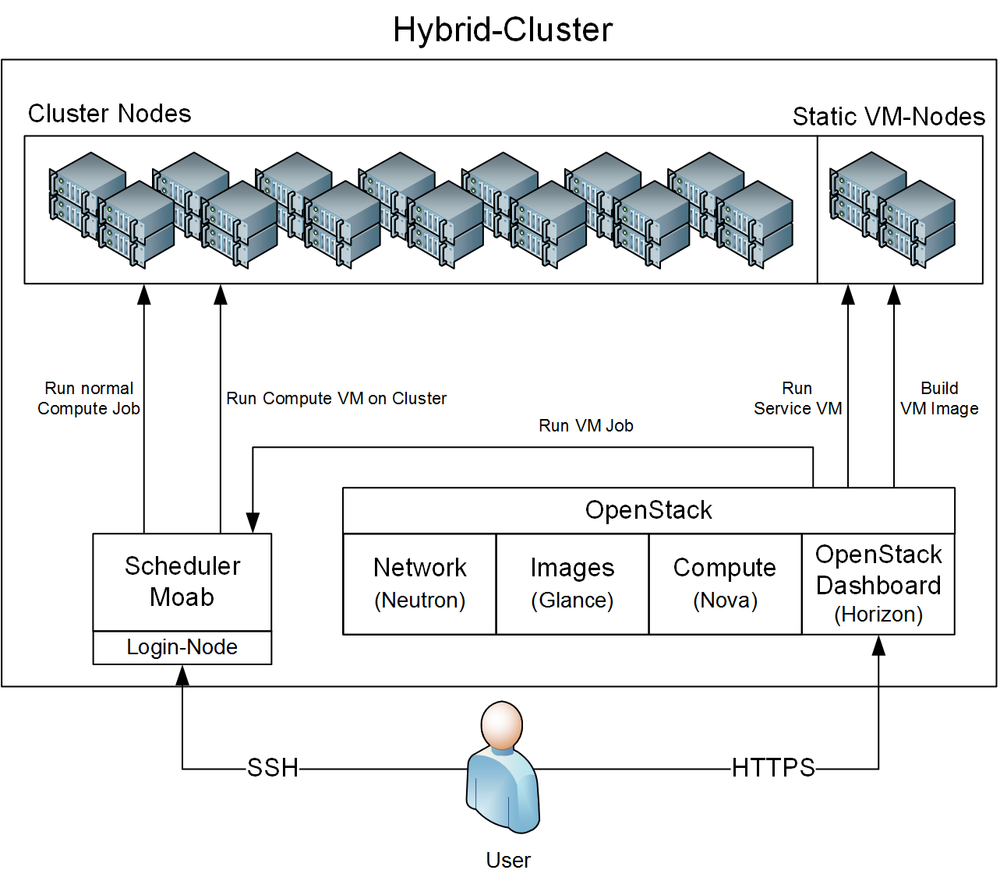 Hybrid-Cluster
Cluster Nodes
Static VM-Nodes
Run normal
Compute Job
Run Compute VM on Cluster
Run
Service VM
Build
VM Image
Run VM Job
OpenStack
Scheduler
Moab
Login-Node
Network
(Neutron)
Images
(Glance)
Compute
(Nova)
OpenStack
Dashboard
(Horizon)
SSH
HTTPS
User